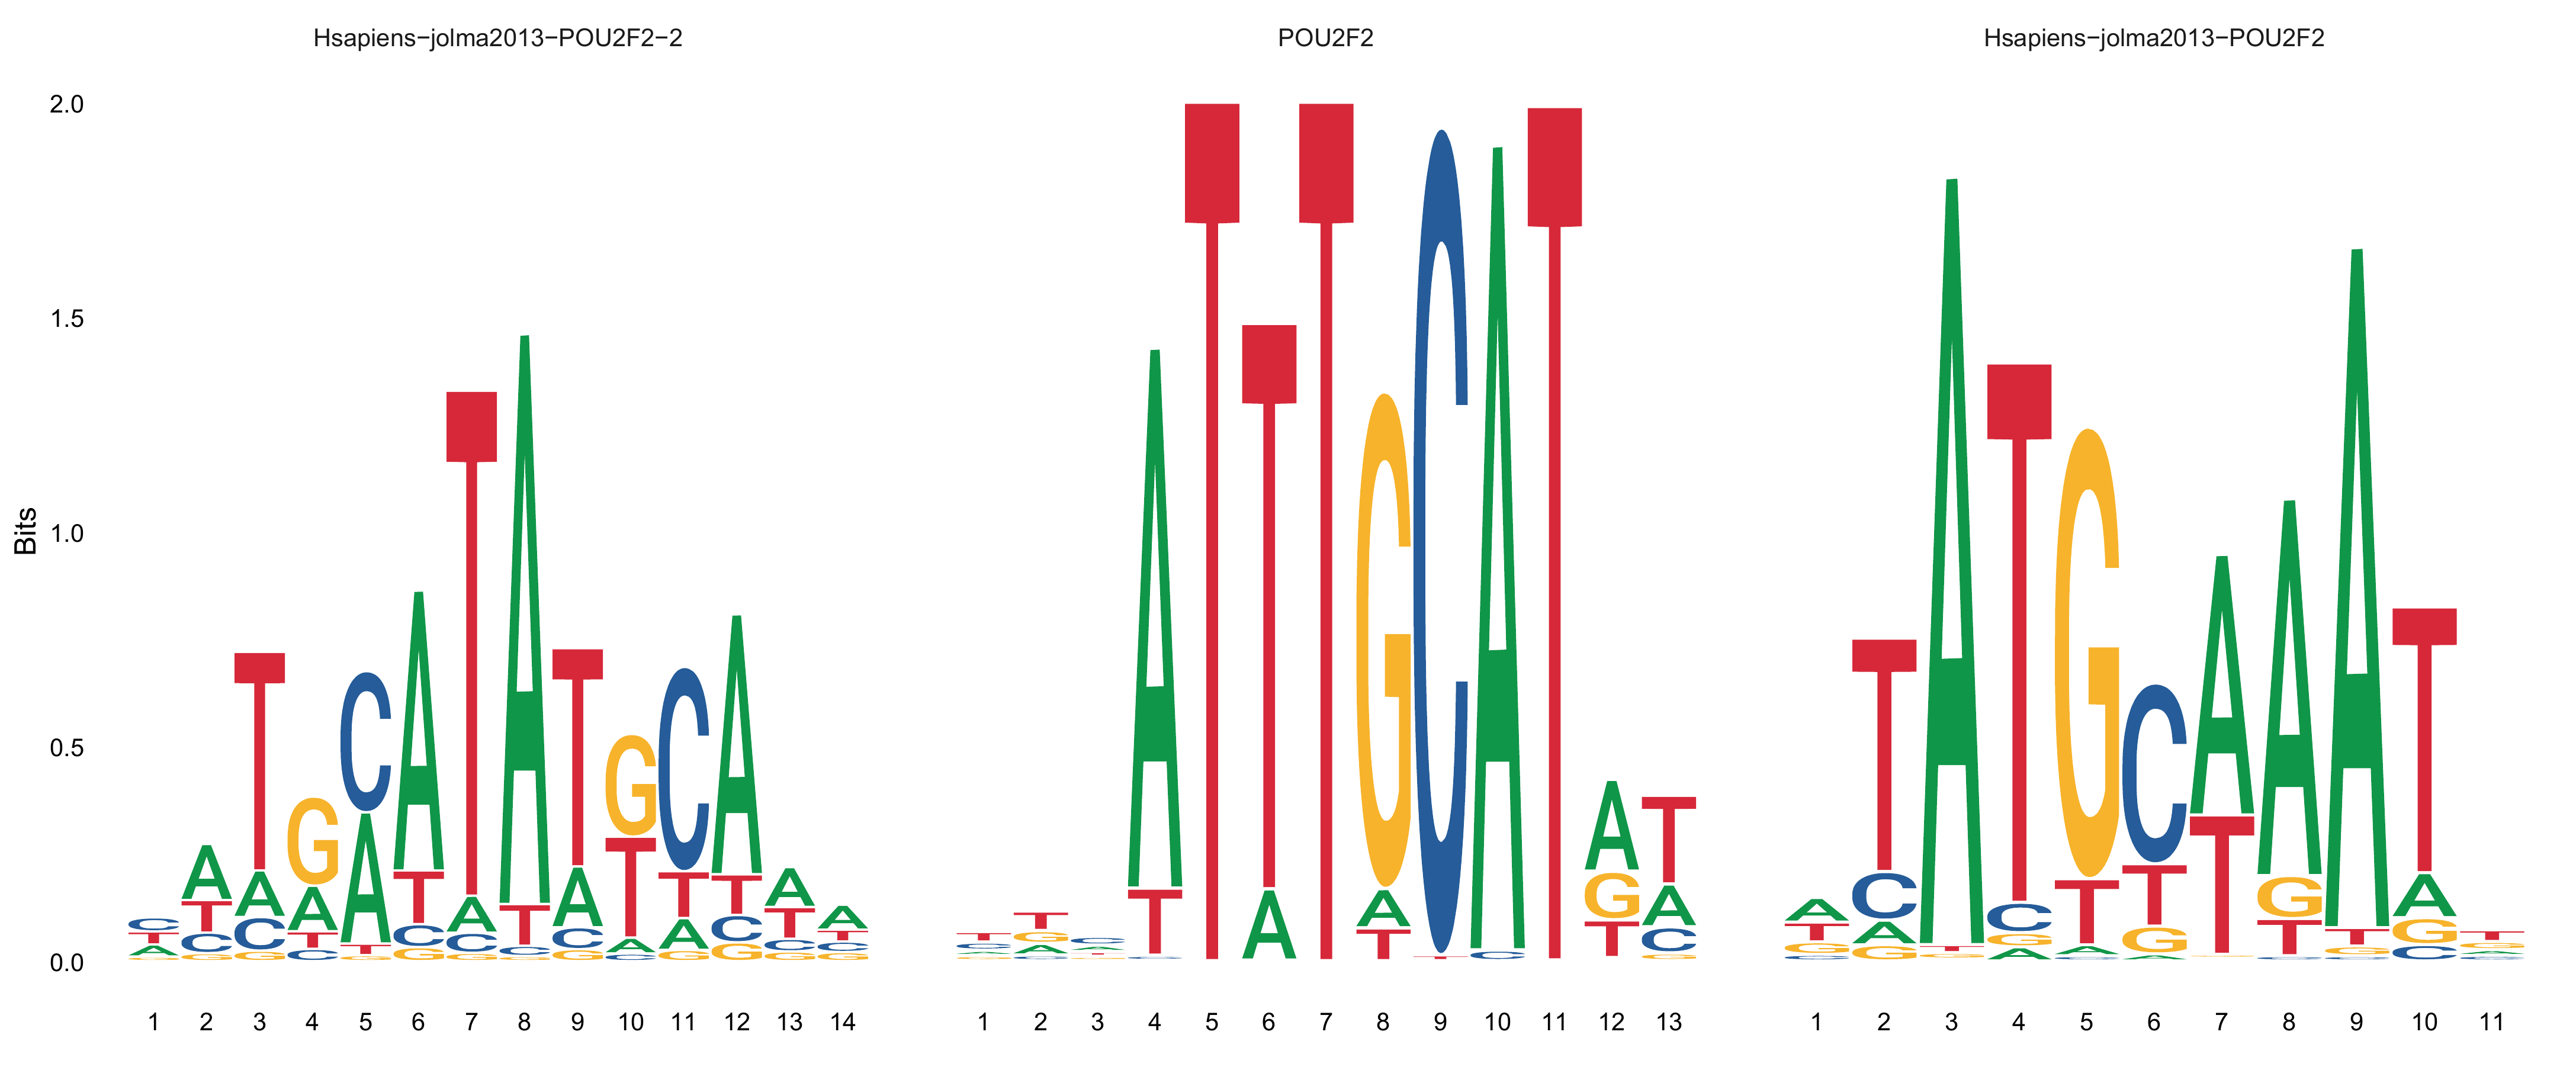 Hsapiens−jolma2013−POU2F2−2 POU2F2 Hsapiens−jolma2013−POU2F2
2.0
1.5
1.0
0.5
0.0
Bits
1 2 3 4 5 6 7 8 9 10 11 12 13 14 1 2 3 4 5 6 7 8 9 10 11 12 13 1 2 3 4 5 6 7 8 9 10 11